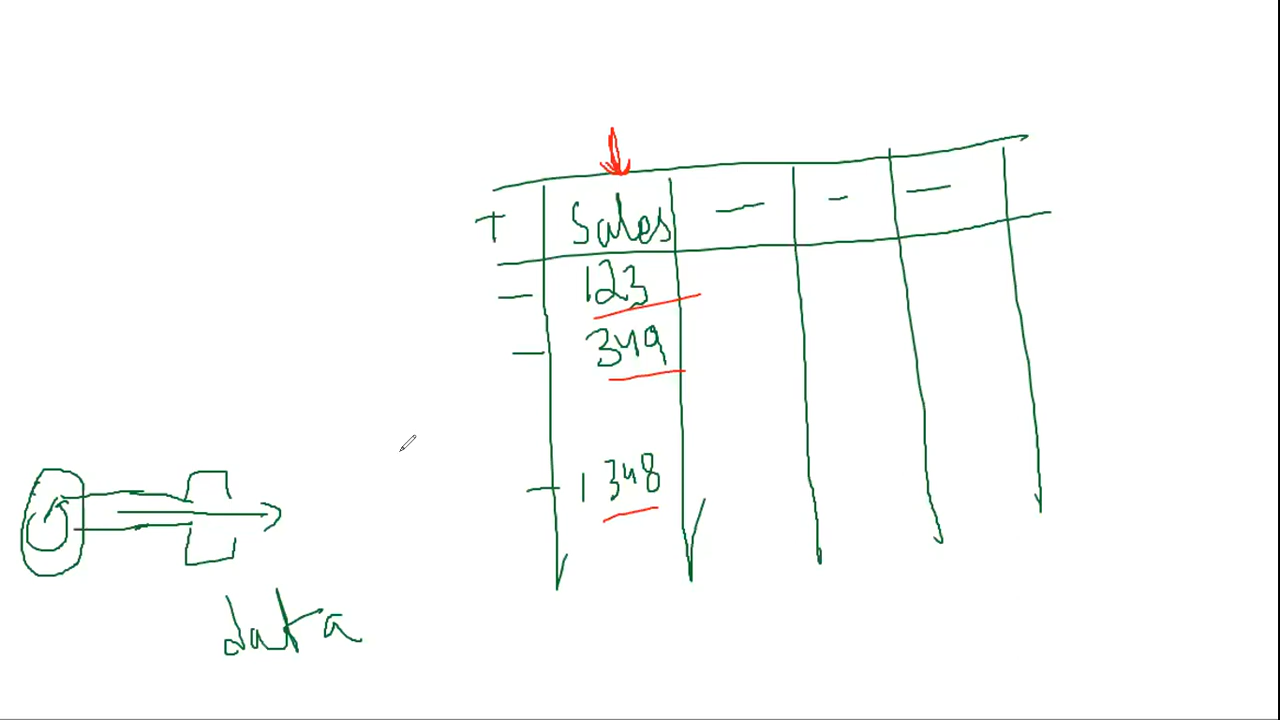 T Sales — - —
123
349
1348
data